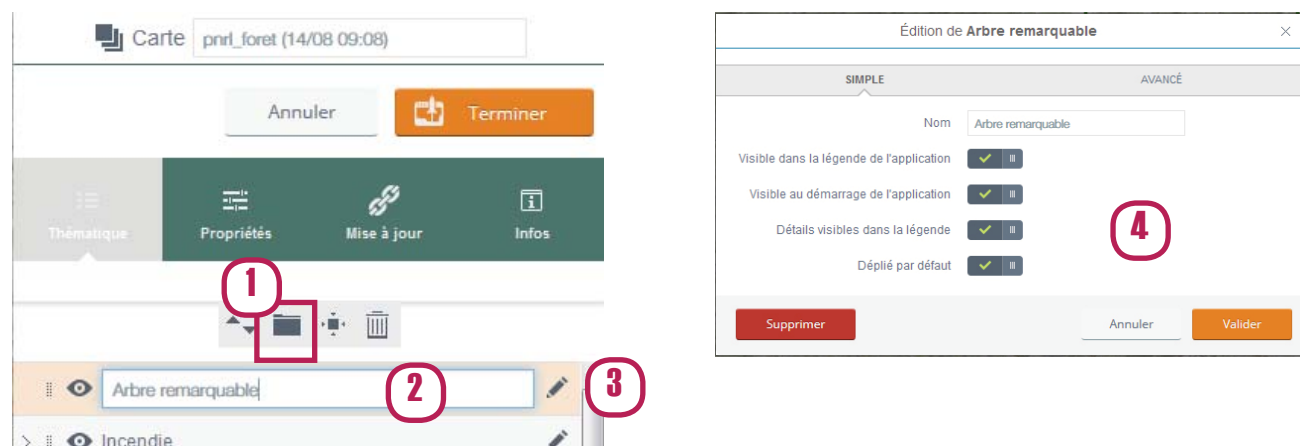 Carte pnrl_foret (14/08 09:08)
Annuler Terminer
Thématique Propriétés Mise à jour Infos
1
Arbre remarquable 2 3
Incendie
Édition de Arbre remarquable
SIMPLE AVANCÉ
Nom Arbre remarquable
Visible dans la légende de l'application
Visible au démarrage de l'application
Détails visibles dans la légende
4
Déplié par défaut
Supprimer Annuler Valider